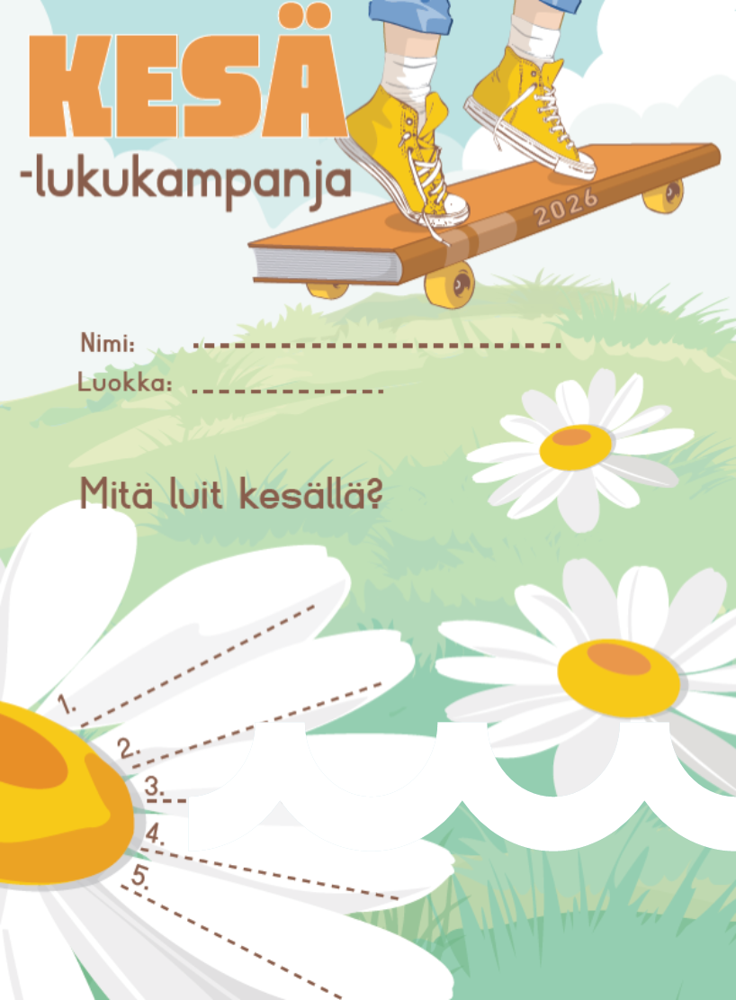 KESÄ
-lukukampanja
2026
Nimi:
Luokka:
Mitä luit kesällä?
1.
2.
3.
4.
5.